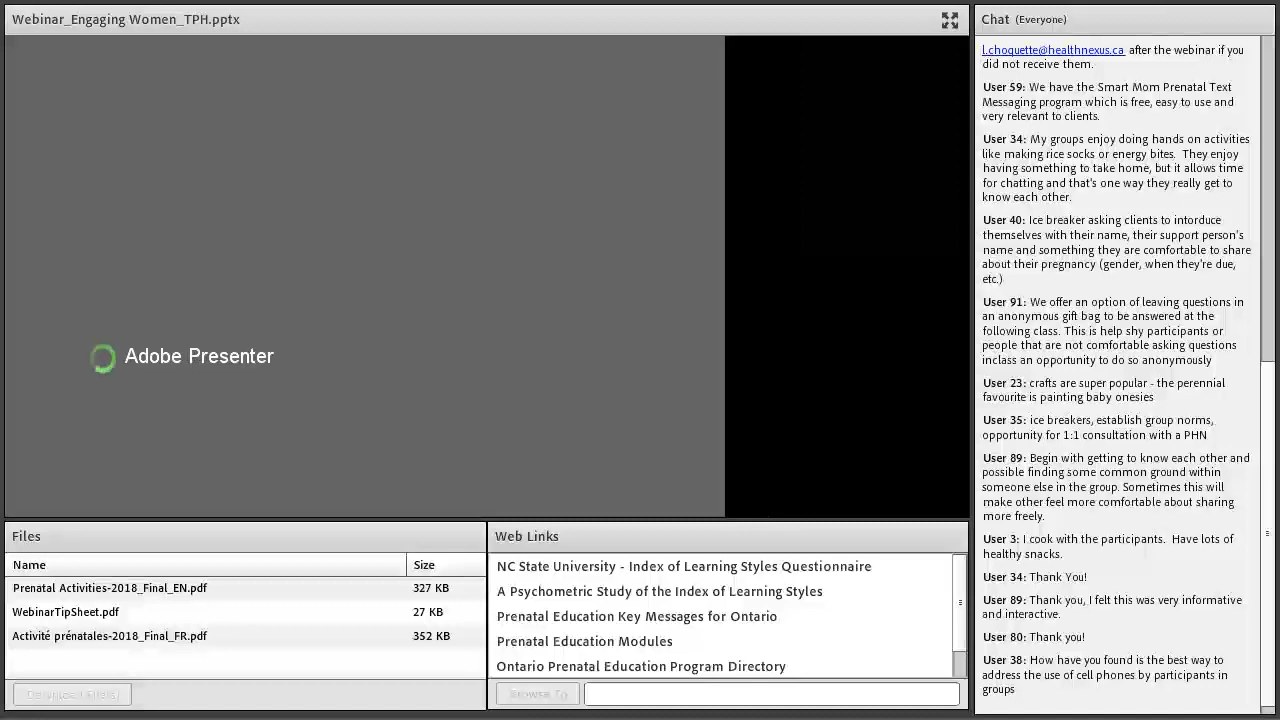 Webinar_Engaging Women_TPH.pptx
Adobe Presenter
Files
Name Size
Prenatal Activities-2018_Final_EN.pdf 327 KB
WebinarTipSheet.pdf 27 KB
Activité prénatales-2018_Final_FR.pdf 352 KB
Web Links
NC State University - Index of Learning Styles Questionnaire
A Psychometric Study of the Index of Learning Styles
Prenatal Education Key Messages for Ontario
Prenatal Education Modules
Ontario Prenatal Education Program Directory
Browse To
Chat (Everyone)
l.choquette@healthnexus.ca after the webinar if you
did not receive them.
User 59: We have the Smart Mom Prenatal Text
Messaging program which is free, easy to use and
very relevant to clients.
User 34: My groups enjoy doing hands on activities
like making rice socks or energy bites. They enjoy
having something to take home, but it allows time
for chatting and that's one way they really get to
know each other.
User 40: Ice breaker asking clients to intorduce
themselves with their name, their support person's
name and something they are comfortable to share
about their pregnancy (gender, when they're due,
etc.)
User 91: We offer an option of leaving questions in
an anonymous gift bag to be answered at the
following class. This is help shy participants or
people that are not comfortable asking questions
inclass an opportunity to do so anonymously
User 23: crafts are super popular - the perennial
favourite is painting baby onesies
User 35: ice breakers, establish group norms,
opportunity for 1:1 consultation with a PHN
User 89: Begin with getting to know each other and
possible finding some common ground within
someone else in the group. Sometimes this will
make other feel more comfortable about sharing
more freely.
User 3: I cook with the participants. Have lots of
healthy snacks.
User 34: Thank You!
User 89: Thank you, I felt this was very informative
and interactive.
User 80: Thank you!
User 38: How have you found is the best way to
address the use of cell phones by participants in
groups